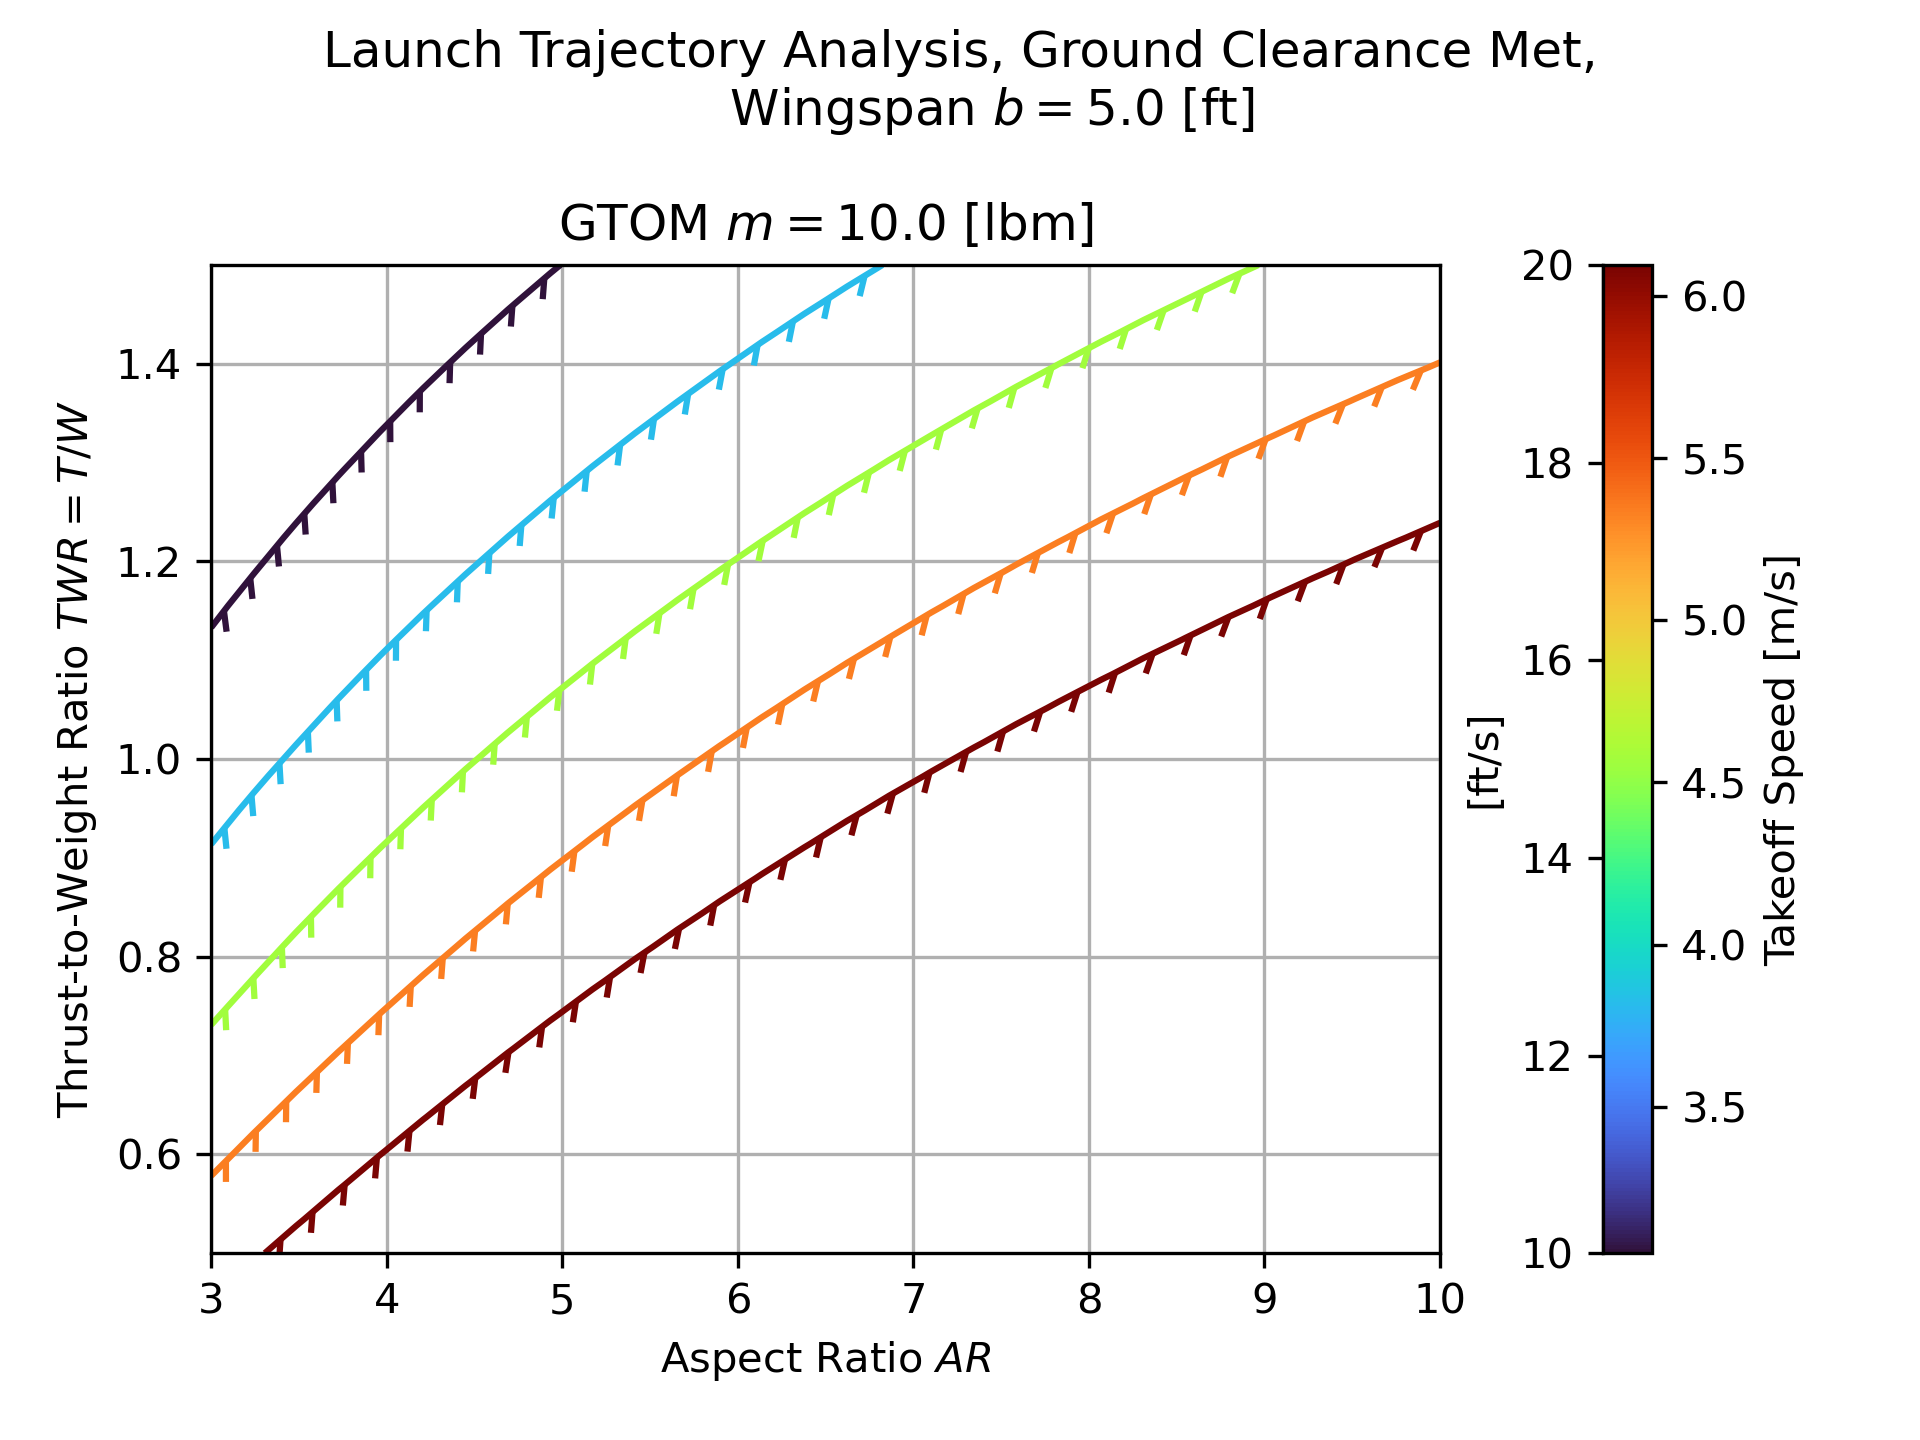 Launch Trajectory Analysis, Ground Clearance Met,
Wingspan b = 5.0 [ft]
GTOM m = 10.0 [lbm]
Thrust-to-Weight Ratio TWR = T/W
1.4
1.2
1.0
0.8
0.6
3 4 5 6 7 8 9 10
Aspect Ratio AR
[ft/s]
20
18
16
14
12
10
6.0
5.5
5.0
4.5
4.0
3.5
Takeoff Speed [m/s]